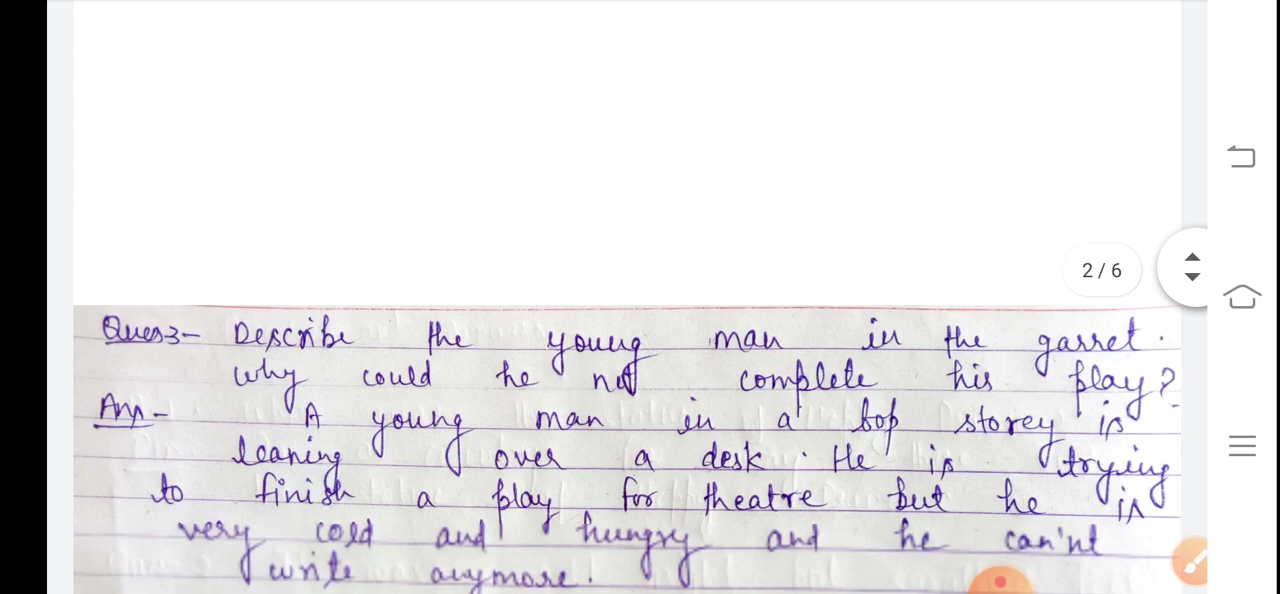 2 / 6
Ques3- Describe the young man in the garret.
why could he not complete his play?
Ans- A young man in a top storey is
leaning over a desk. He is trying
to finish a play for theatre but he is
very cold and hungry and he can'nt
write anymore.